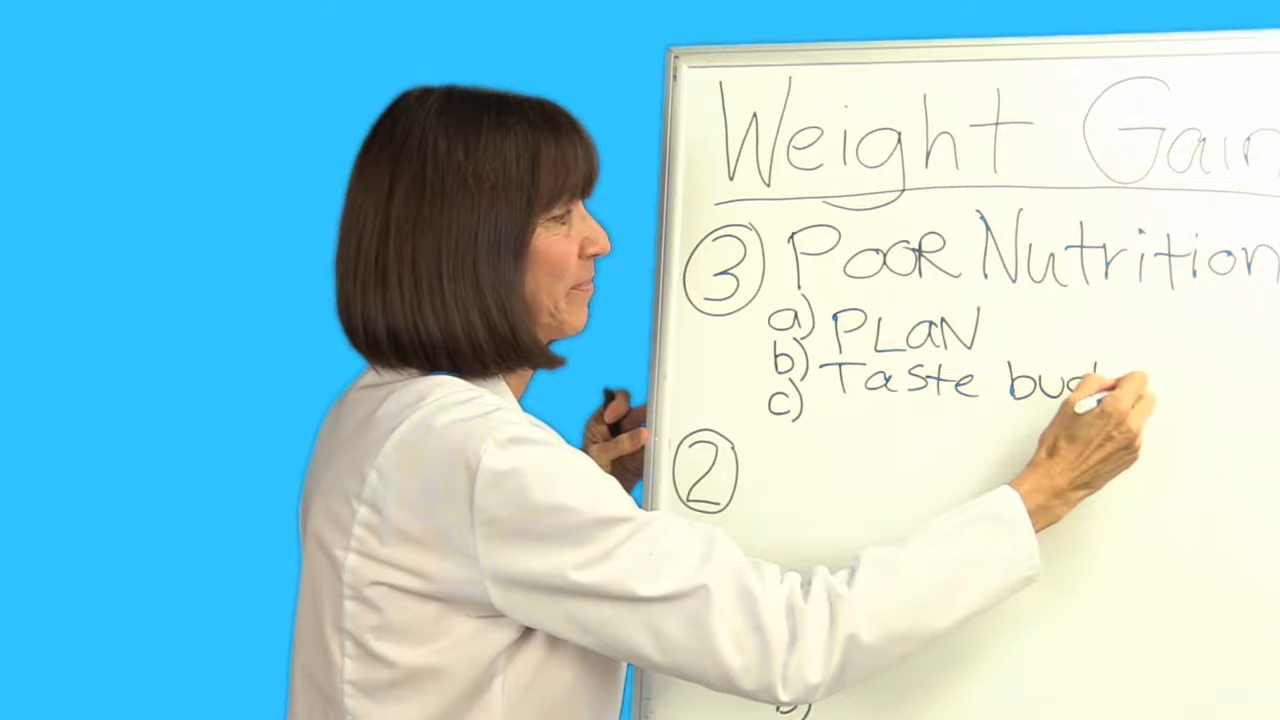 Weight Gain
③ POOR Nutrition
a) PLaN
b) Taste bud
c)
②
b)